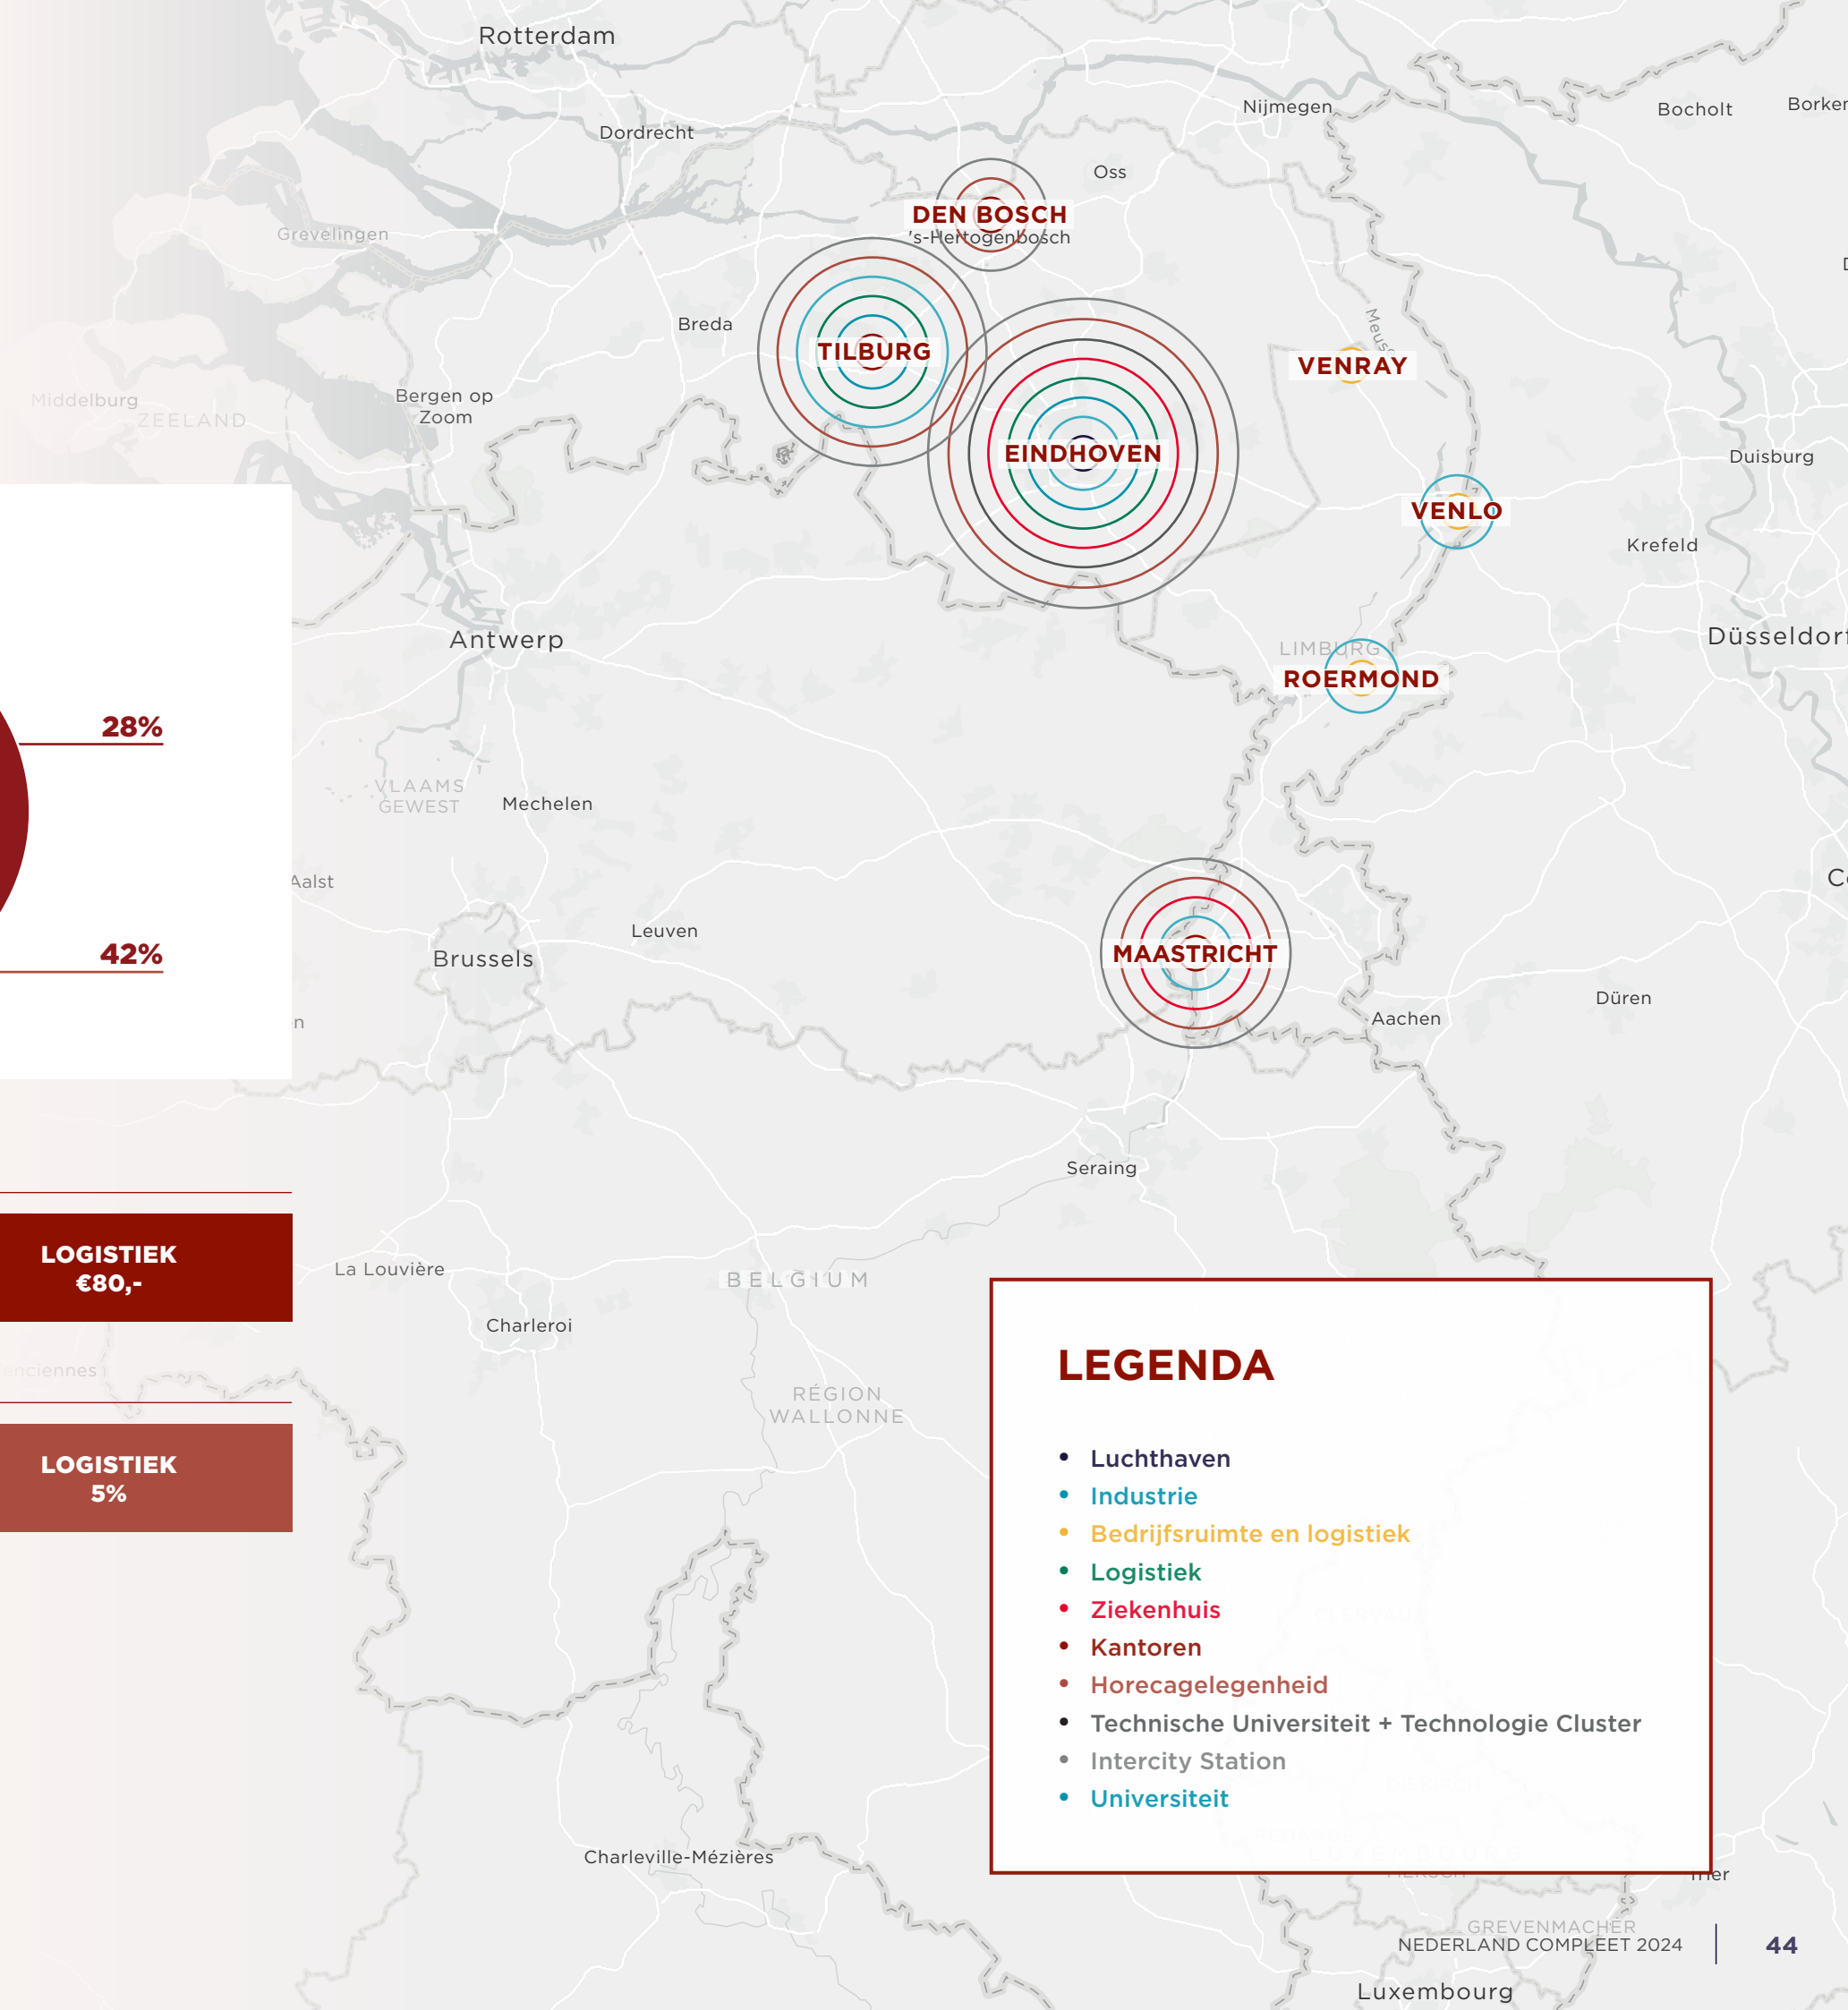 Rotterdam
Nijmegen
Bocholt
Dordrecht
Oss
DEN BOSCH
's-Hertogenbosch
Grevelingen
Breda
TILBURG
VENRAY
Middelburg
ZEELAND
Bergen op
Zoom
EINDHOVEN
Duisburg
VENLO
Krefeld
Antwerp
Düsseldorf
LIMBURG
ROERMOND
28%
VLAAMS
GEWEST
Mechelen
Aalst
Leuven
Brussels
42%
MAASTRICHT
Düren
Aachen
Seraing
LOGISTIEK
€80,-
La Louvière
BELGIUM
Charleroi
RÉGION
WALLONNE
LOGISTIEK
5%
LEGENDA
• Luchthaven
• Industrie
• Bedrijfsruimte en logistiek
• Logistiek
• Ziekenhuis
• Kantoren
• Horecagelegenheid
• Technische Universiteit + Technologie Cluster
• Intercity Station
• Universiteit
Charleville-Mézières
GREVENMACHER
NEDERLAND COMPLEET 2024
44
Luxembourg